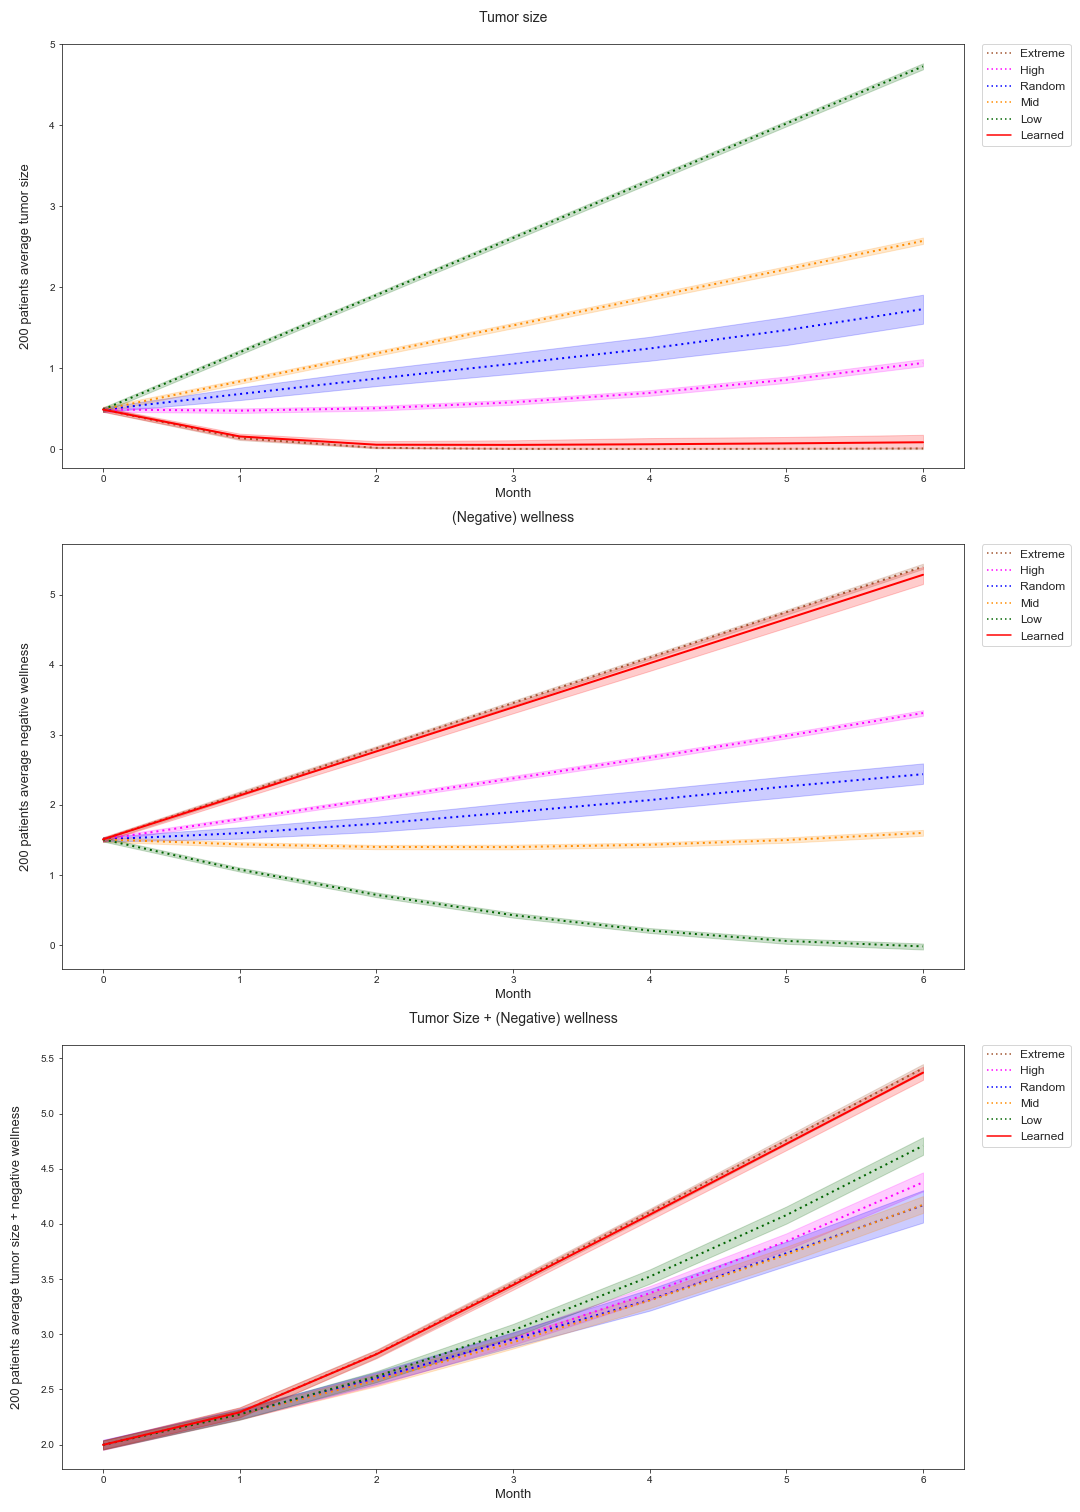 Tumor size
5
4
3
2
1
0
200 patients average tumor size
0 1 2 3 4 5 6
Month
Extreme
High
Random
Mid
Low
Learned
(Negative) wellness
5
4
3
2
1
0
200 patients average negative wellness
0 1 2 3 4 5 6
Month
Extreme
High
Random
Mid
Low
Learned
Tumor Size + (Negative) wellness
5.5
5.0
4.5
4.0
3.5
3.0
2.5
2.0
200 patients average tumor size + negative wellness
0 1 2 3 4 5 6
Month
Extreme
High
Random
Mid
Low
Learned